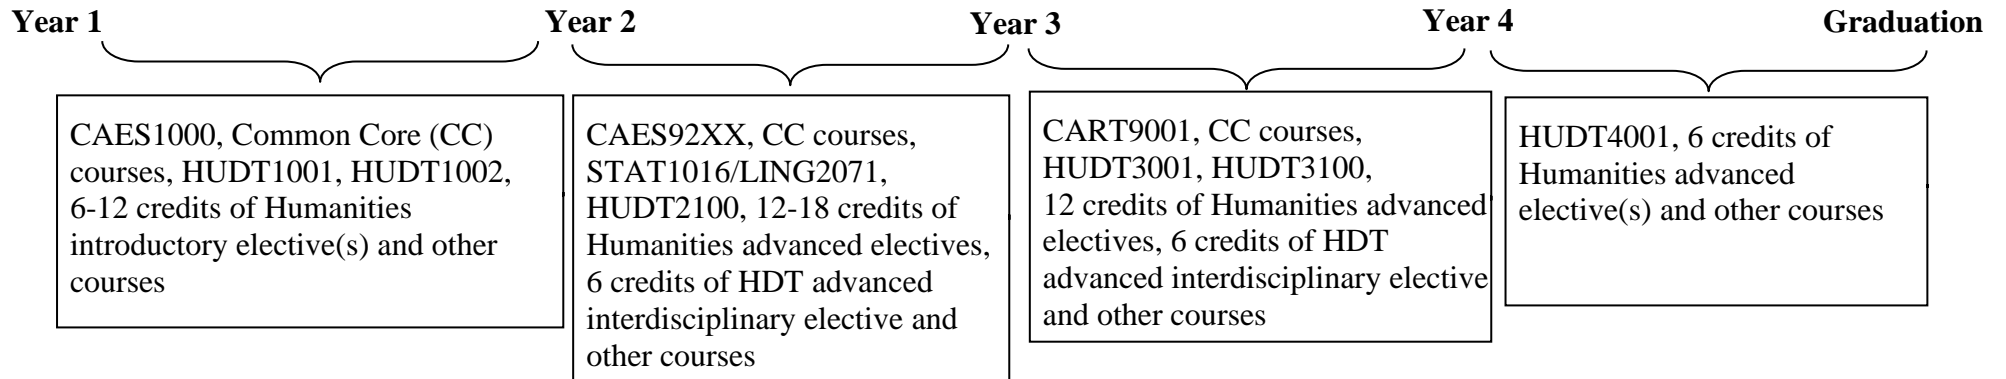 Year 1
Year 2
Year 3
Year 4
Graduation
CAES1000, Common Core (CC)
courses, HUDT1001, HUDT1002,
6-12 credits of Humanities
introductory elective(s) and other
courses
CAES92XX, CC courses,
STAT1016/LING2071,
HUDT2100, 12-18 credits of
Humanities advanced electives,
6 credits of HDT advanced
interdisciplinary elective and
other courses
CART9001, CC courses,
HUDT3001, HUDT3100,
12 credits of Humanities advanced
electives, 6 credits of HDT
advanced interdisciplinary elective
and other courses
HUDT4001, 6 credits of
Humanities advanced
elective(s) and other courses